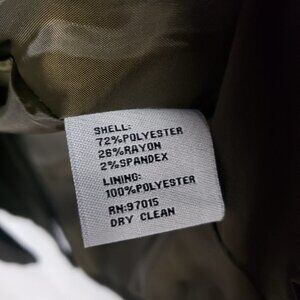 SHELL:
72%POLYESTER
26%RAYON
2%SPANDEX
LINING:
100%POLYESTER
RN:97015
DRY CLEAN